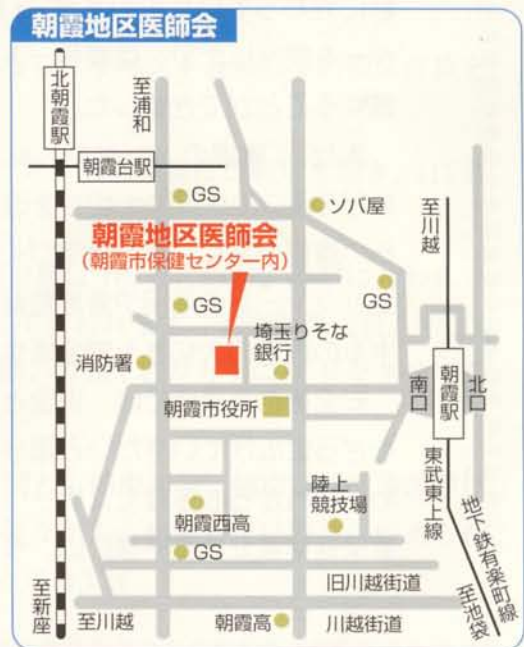 朝霞地区医師会
北朝霞駅
至浦和
朝霞台駅
GS
ソバ屋
至川越
朝霞地区医師会
(朝霞市保健センター内)
GS
GS
埼玉りそな
銀行
消防署
朝霞市役所
南口
朝霞駅
北口
東武東上線
陸上
競技場
朝霞西高
GS
地下鉄有楽町線
至池袋
旧川越街道
至新座
至川越
朝霞高
川越街道